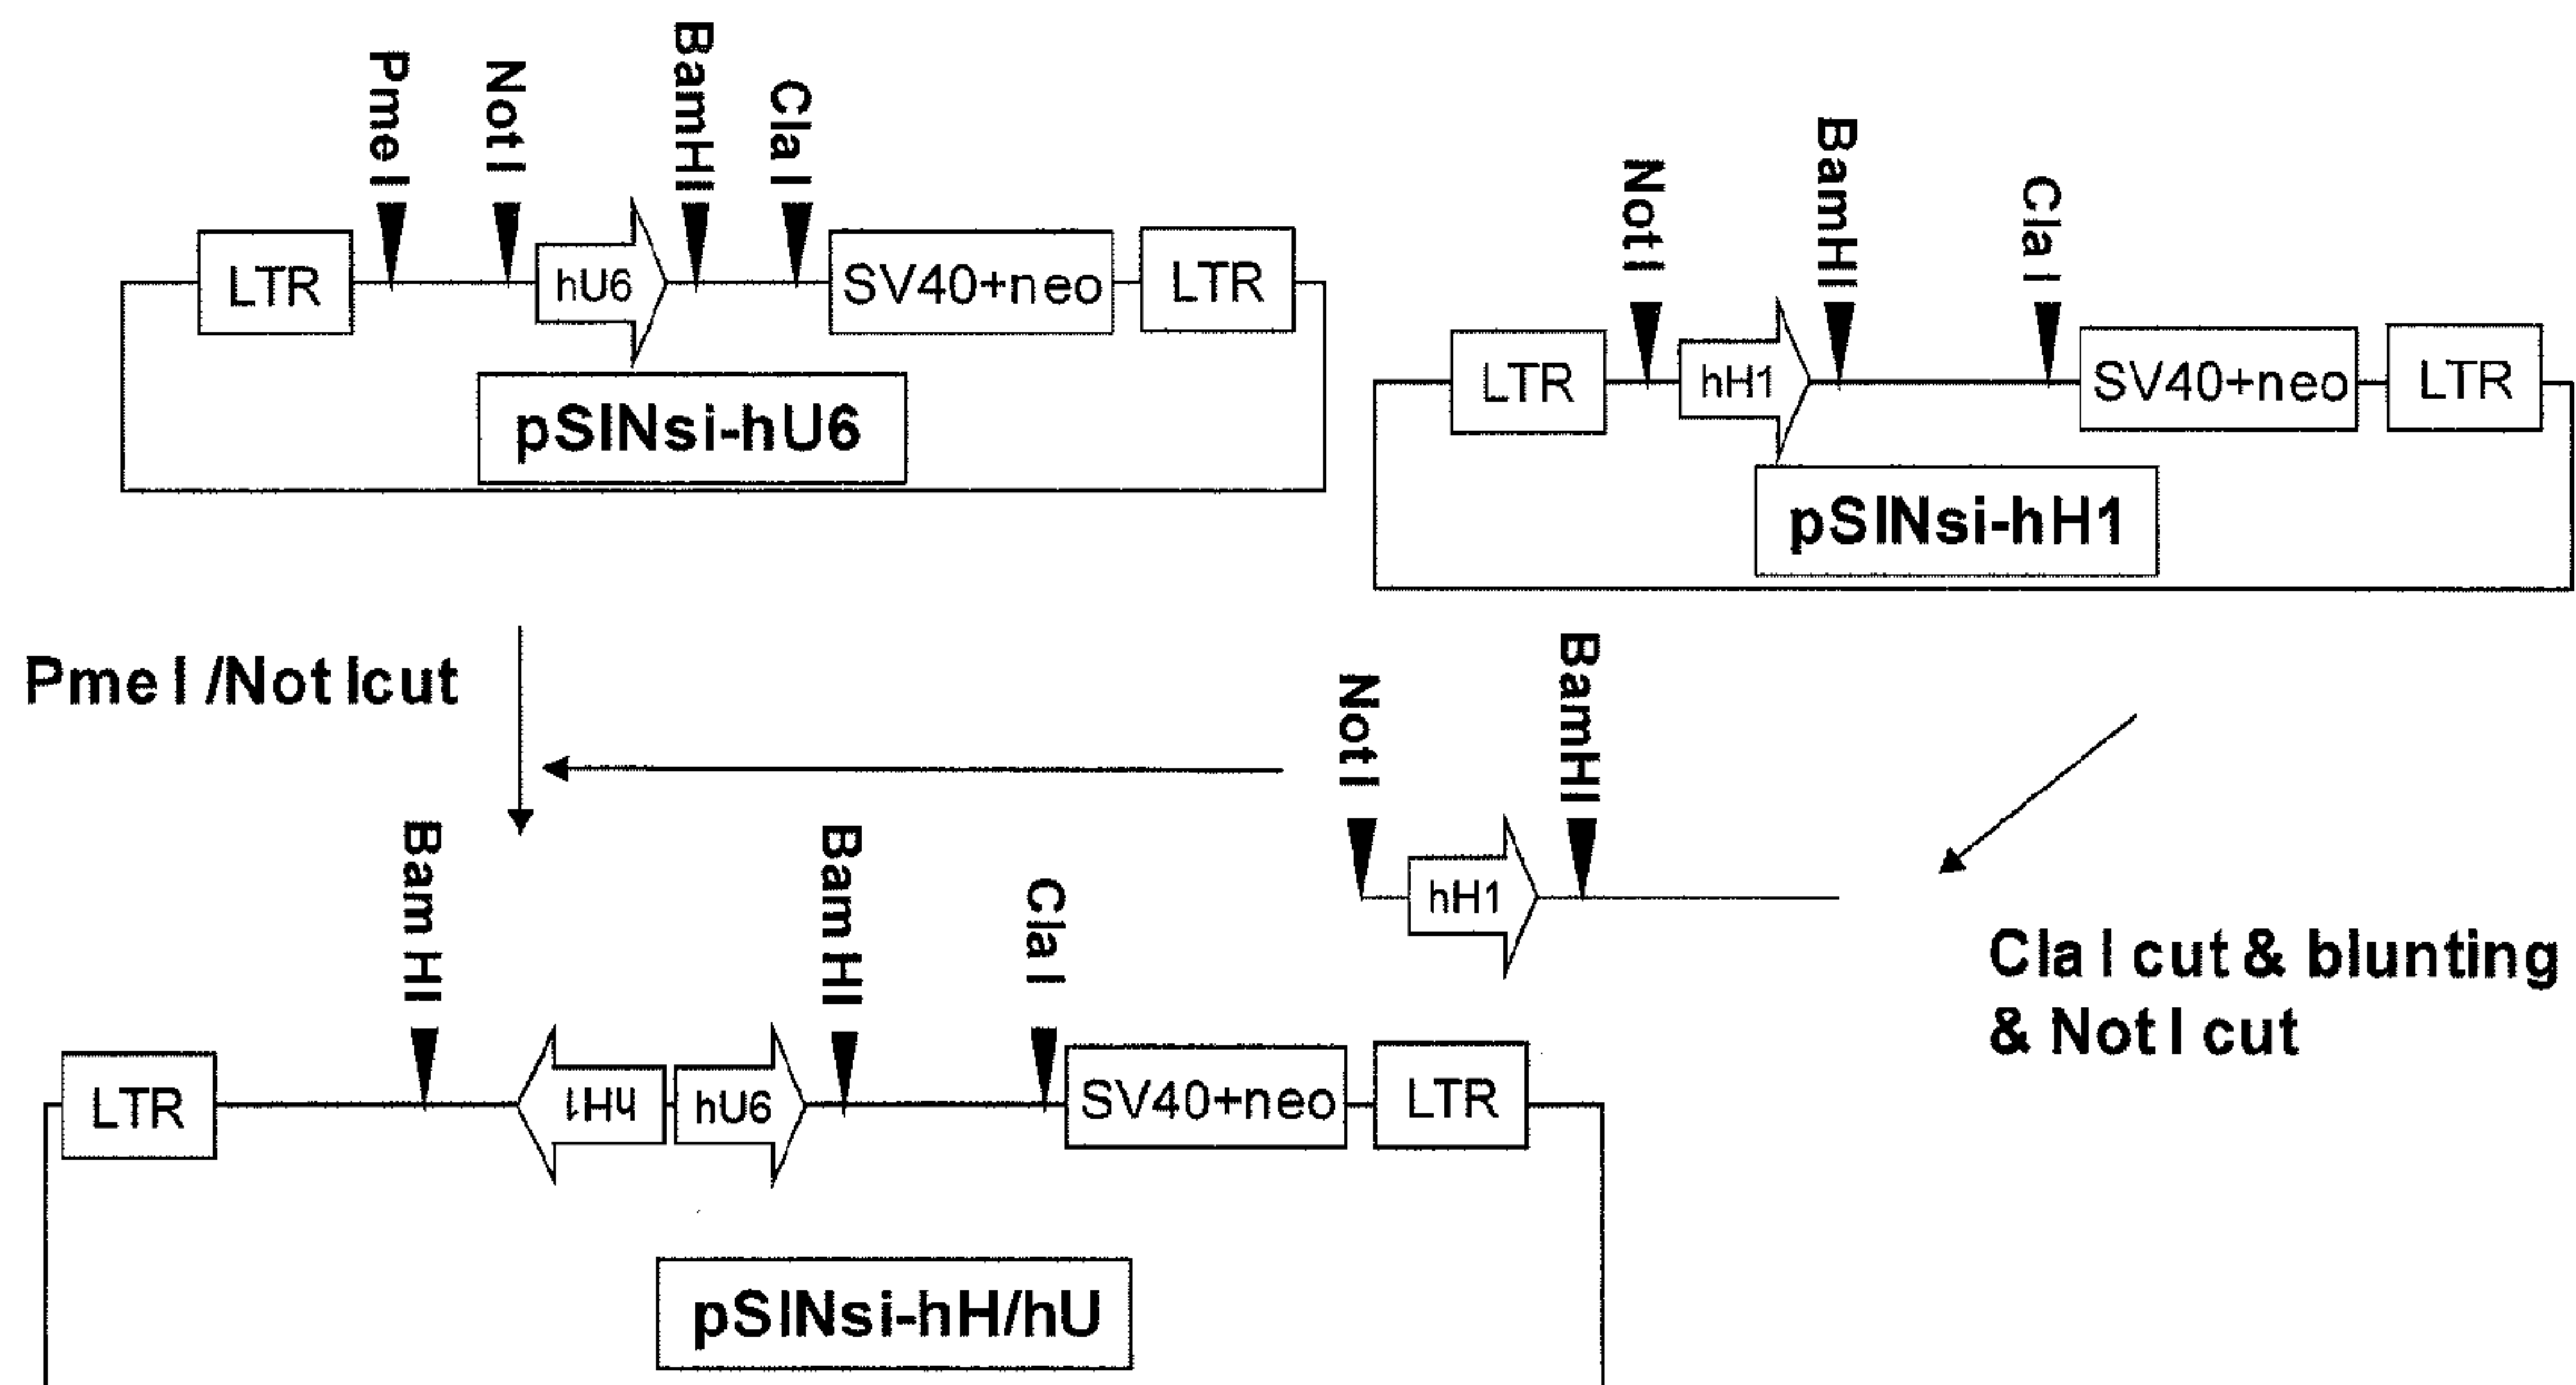 Pme I
Not I
BamHI
Cla I
LTR
hU6
SV40+neo
LTR
pSINsi-hU6
Not I
BamHI
Cla I
LTR
hH1
SV40+neo
LTR
pSINsi-hH1
Pme I /Not Icut
Not I
BamHI
hH1
Cla I cut & blunting
& Not I cut
Bam HI
Bam HI
Cla I
LTR
hH1
hU6
SV40+neo
LTR
pSINsi-hH/hU